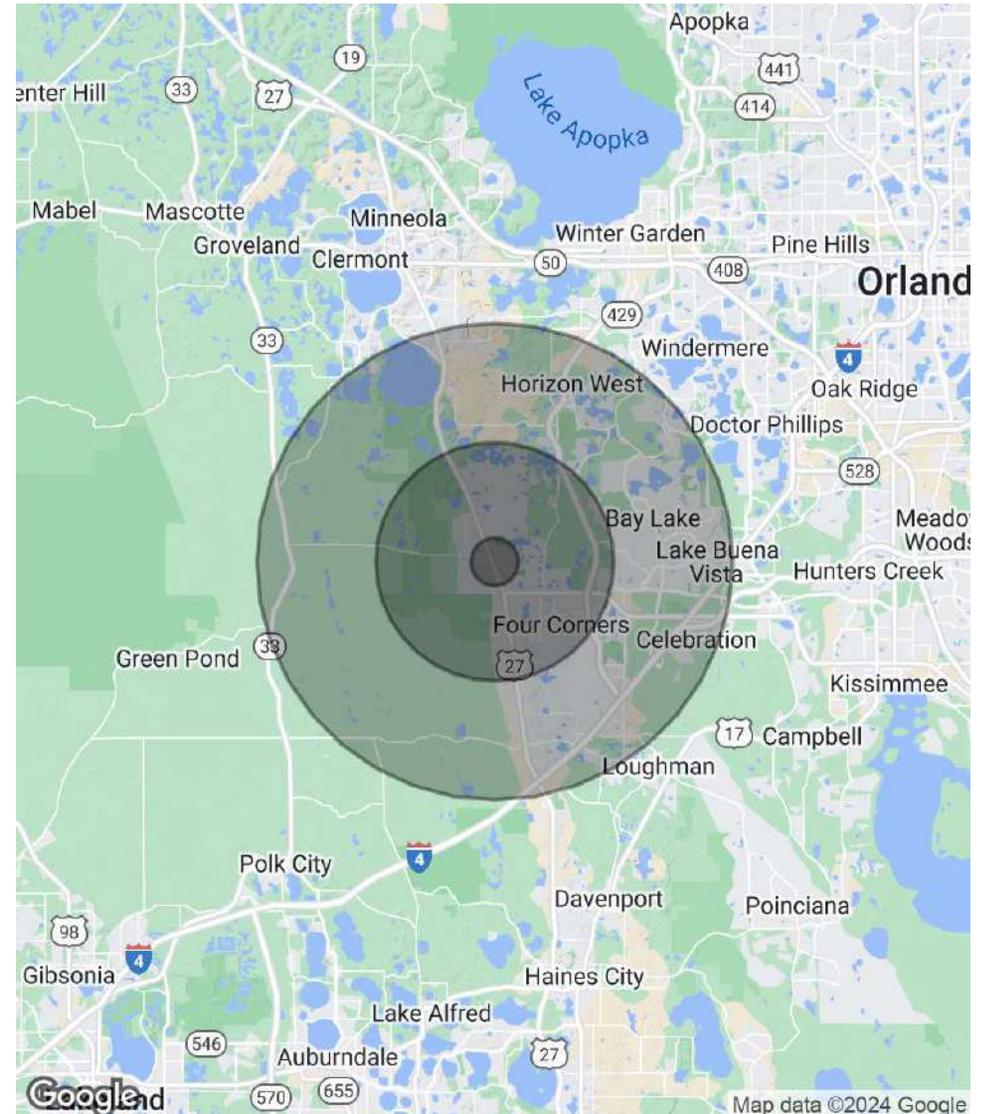 Apopka
19
441
33
27
enter Hill
414
Lake Apopka
Mabel
Mascotte
Minneola
Winter Garden
Pine Hills
Groveland
Clermont
50
408
Orland
429
33
Windermere
4
Horizon West
Oak Ridge
Doctor Phillips
528
Bay Lake
Meado
Woods
Lake Buena
Vista
Hunters Creek
Four Corners
Celebration
33
Green Pond
27
Kissimmee
17
Campbell
Loughman
4
Polk City
Davenport
Poinciana
98
4
Gibsonia
Haines City
Lake Alfred
546
Auburndale
27
570
655
Google
Map data ©2024 Google